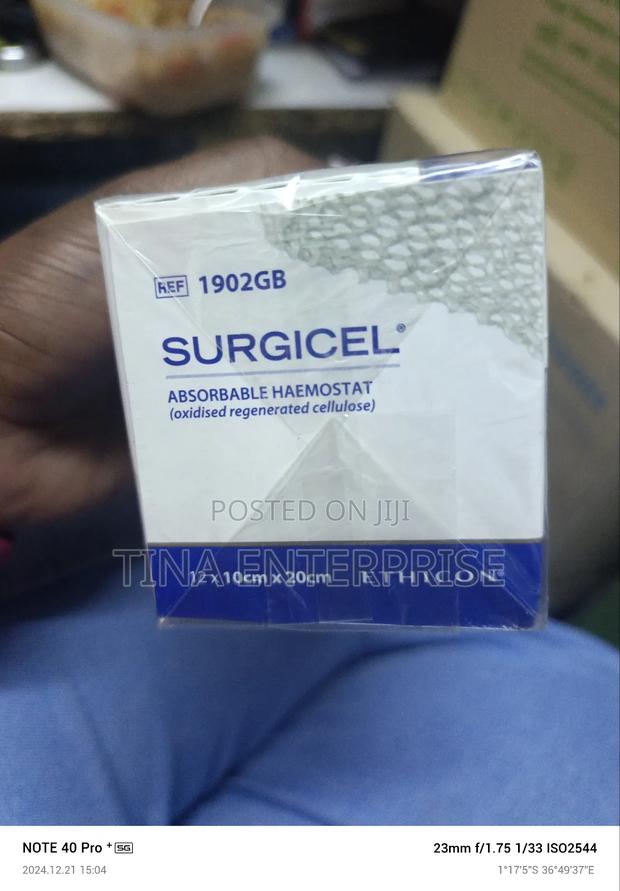 REF 1902GB
SURGICEL®
ABSORBABLE HAEMOSTAT
(oxidised regenerated cellulose)
POSTED ON JIJI
TINA ENTERPRISE
12 x 10cm x 20cm ETHICON
NOTE 40 Pro+ 5G
23mm f/1.75 1/33 ISO2544
2024.12.21 15:04
1°17'5"S 36°49'37"E